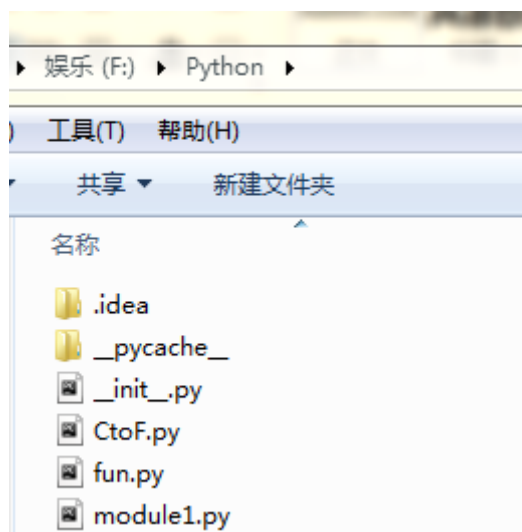 娱乐 (F:) Python
工具(T) 帮助(H)
共享 新建文件夹
名称
.idea
__pycache__
__init__.py
CtoF.py
fun.py
module1.py